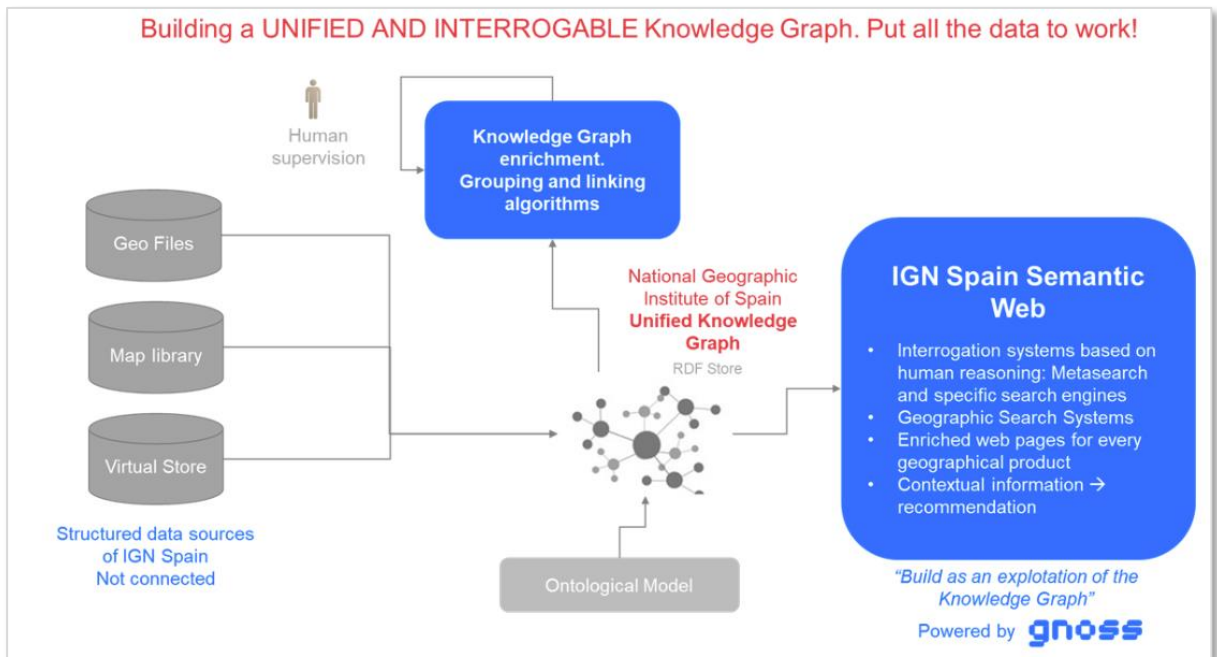 Building a UNIFIED AND INTERROGABLE Knowledge Graph. Put all the data to work!
Human
supervision
Knowledge Graph
enrichment.
Grouping and linking
algorithms
Geo Files
Map library
Virtual Store
Structured data sources
of IGN Spain
Not connected
National Geographic
Institute of Spain
Unified Knowledge
Graph
RDF Store
Ontological Model
IGN Spain Semantic
Web
• Interrogation systems based on
human reasoning: Metasearch
and specific search engines
• Geographic Search Systems
• Enriched web pages for every
geographical product
• Contextual information →
recommendation
“Build as an explotation of the
Knowledge Graph”
Powered by gnoss